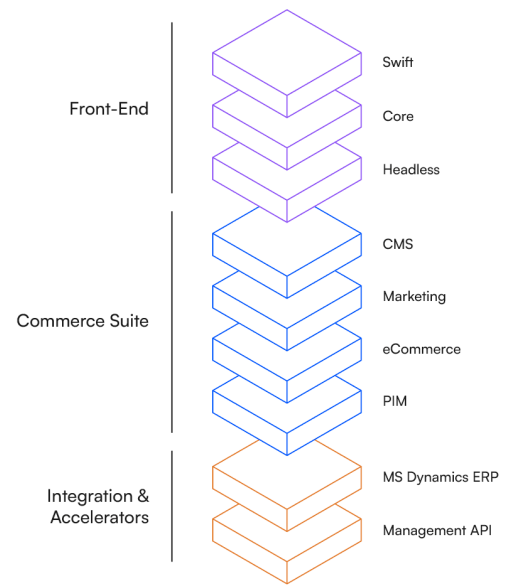 Front-End
Swift
Core
Headless
Commerce Suite
CMS
Marketing
eCommerce
PIM
Integration &
Accelerators
MS Dynamics ERP
Management API